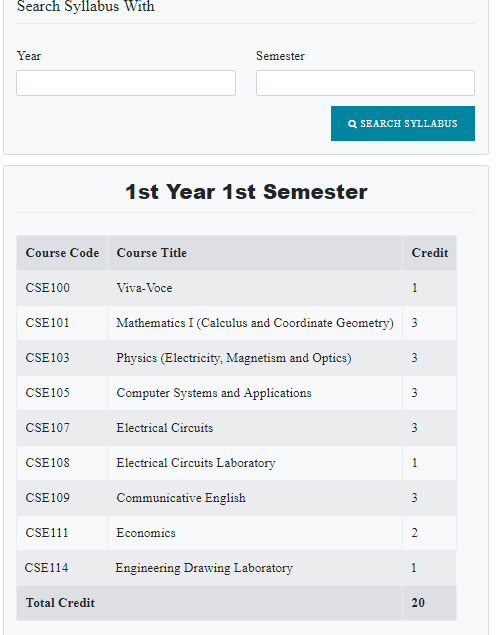 Search Syllabus With
Year Semester
SEARCH SYLLABUS
1st Year 1st Semester
Course Code Course Title Credit
CSE100 Viva-Voce 1
CSE101 Mathematics I (Calculus and Coordinate Geometry) 3
CSE103 Physics (Electricity, Magnetism and Optics) 3
CSE105 Computer Systems and Applications 3
CSE107 Electrical Circuits 3
CSE108 Electrical Circuits Laboratory 1
CSE109 Communicative English 3
CSE111 Economics 2
CSE114 Engineering Drawing Laboratory 1
Total Credit 20